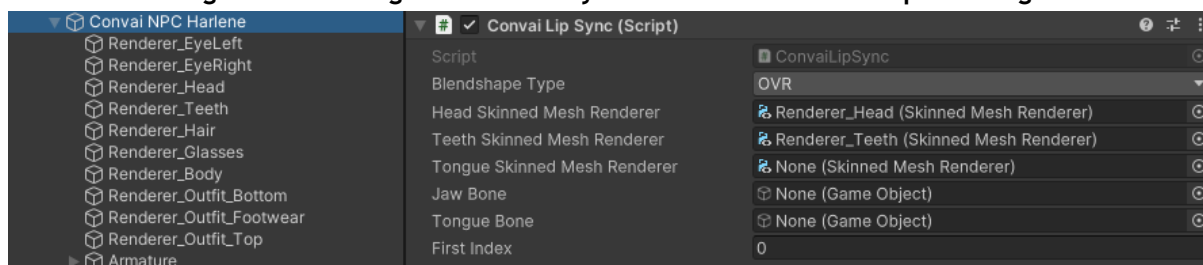 Convai NPC Harlene
Renderer_EyeLeft
Renderer_EyeRight
Renderer_Head
Renderer_Teeth
Renderer_Hair
Renderer_Glasses
Renderer_Body
Renderer_Outfit_Bottom
Renderer_Outfit_Footwear
Renderer_Outfit_Top
Armature
# Convai Lip Sync (Script)
Script ConvaiLipSync
Blendshape Type OVR
Head Skinned Mesh Renderer Renderer_Head (Skinned Mesh Renderer)
Teeth Skinned Mesh Renderer Renderer_Teeth (Skinned Mesh Renderer)
Tongue Skinned Mesh Renderer None (Skinned Mesh Renderer)
Jaw Bone None (Game Object)
Tongue Bone None (Game Object)
First Index 0